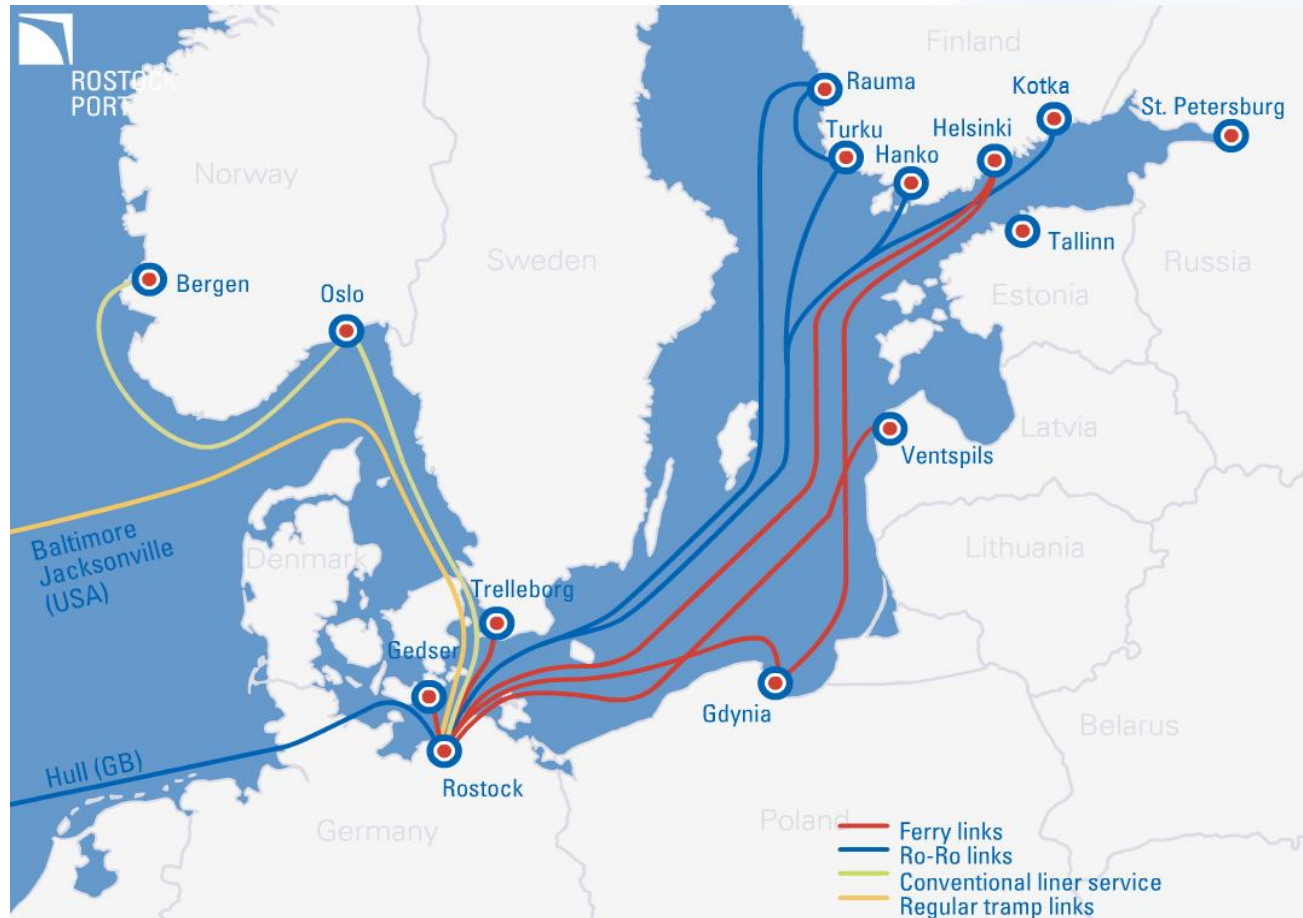 ROSTOCK
PORT
Finland
Rauma
Kotka
St. Petersburg
Turku
Helsinki
Hanko
Norway
Tallinn
Sweden
Russia
Bergen
Oslo
Estonia
Latvia
Ventspils
Baltimore
Jacksonville
(USA)
Denmark
Lithuania
Trelleborg
Gedser
Gdynia
Belarus
Hull (GB)
Rostock
Germany
Poland
Ferry links
Ro-Ro links
Conventional liner service
Regular tramp links